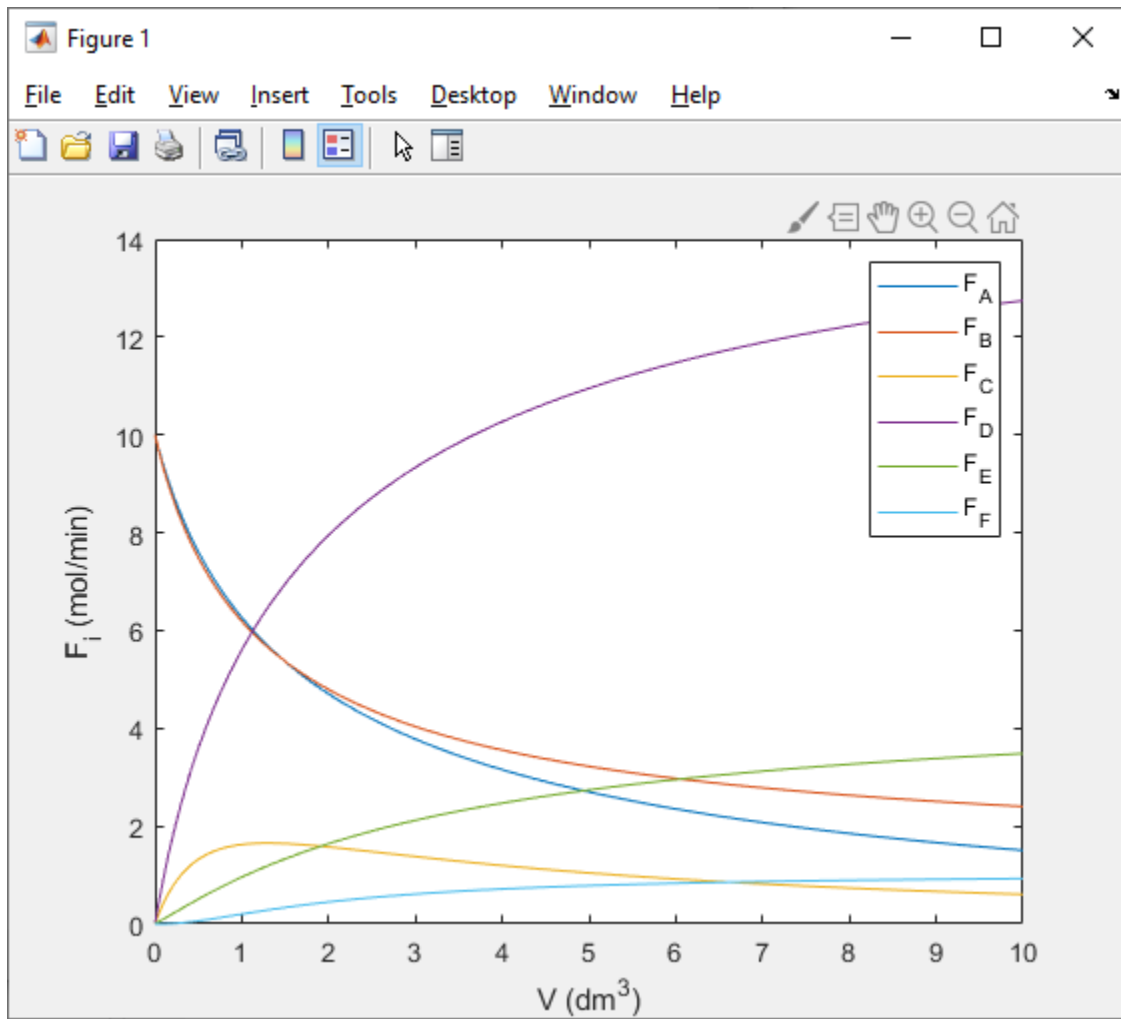 Figure 1
File Edit View Insert Tools Desktop Window Help
14
12
10
8
6
4
2
0
F_i (mol/min)
F_A
F_B
F_C
F_D
F_E
F_F
0 1 2 3 4 5 6 7 8 9 10
V (dm^3)